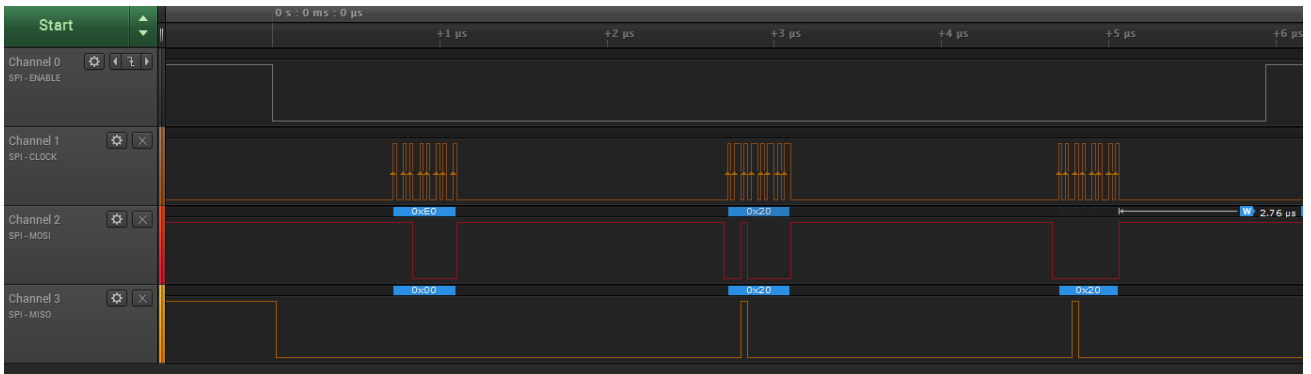 Start
0 s : 0 ms : 0 µs
+1 µs
+2 µs
+3 µs
+4 µs
+5 µs
+6 µs
Channel 0
SPI - ENABLE
Channel 1
SPI - CLOCK
0xE0
0x20
W
2.76 µs
Channel 2
SPI - MOSI
0x00
0x20
0x20
Channel 3
SPI - MISO